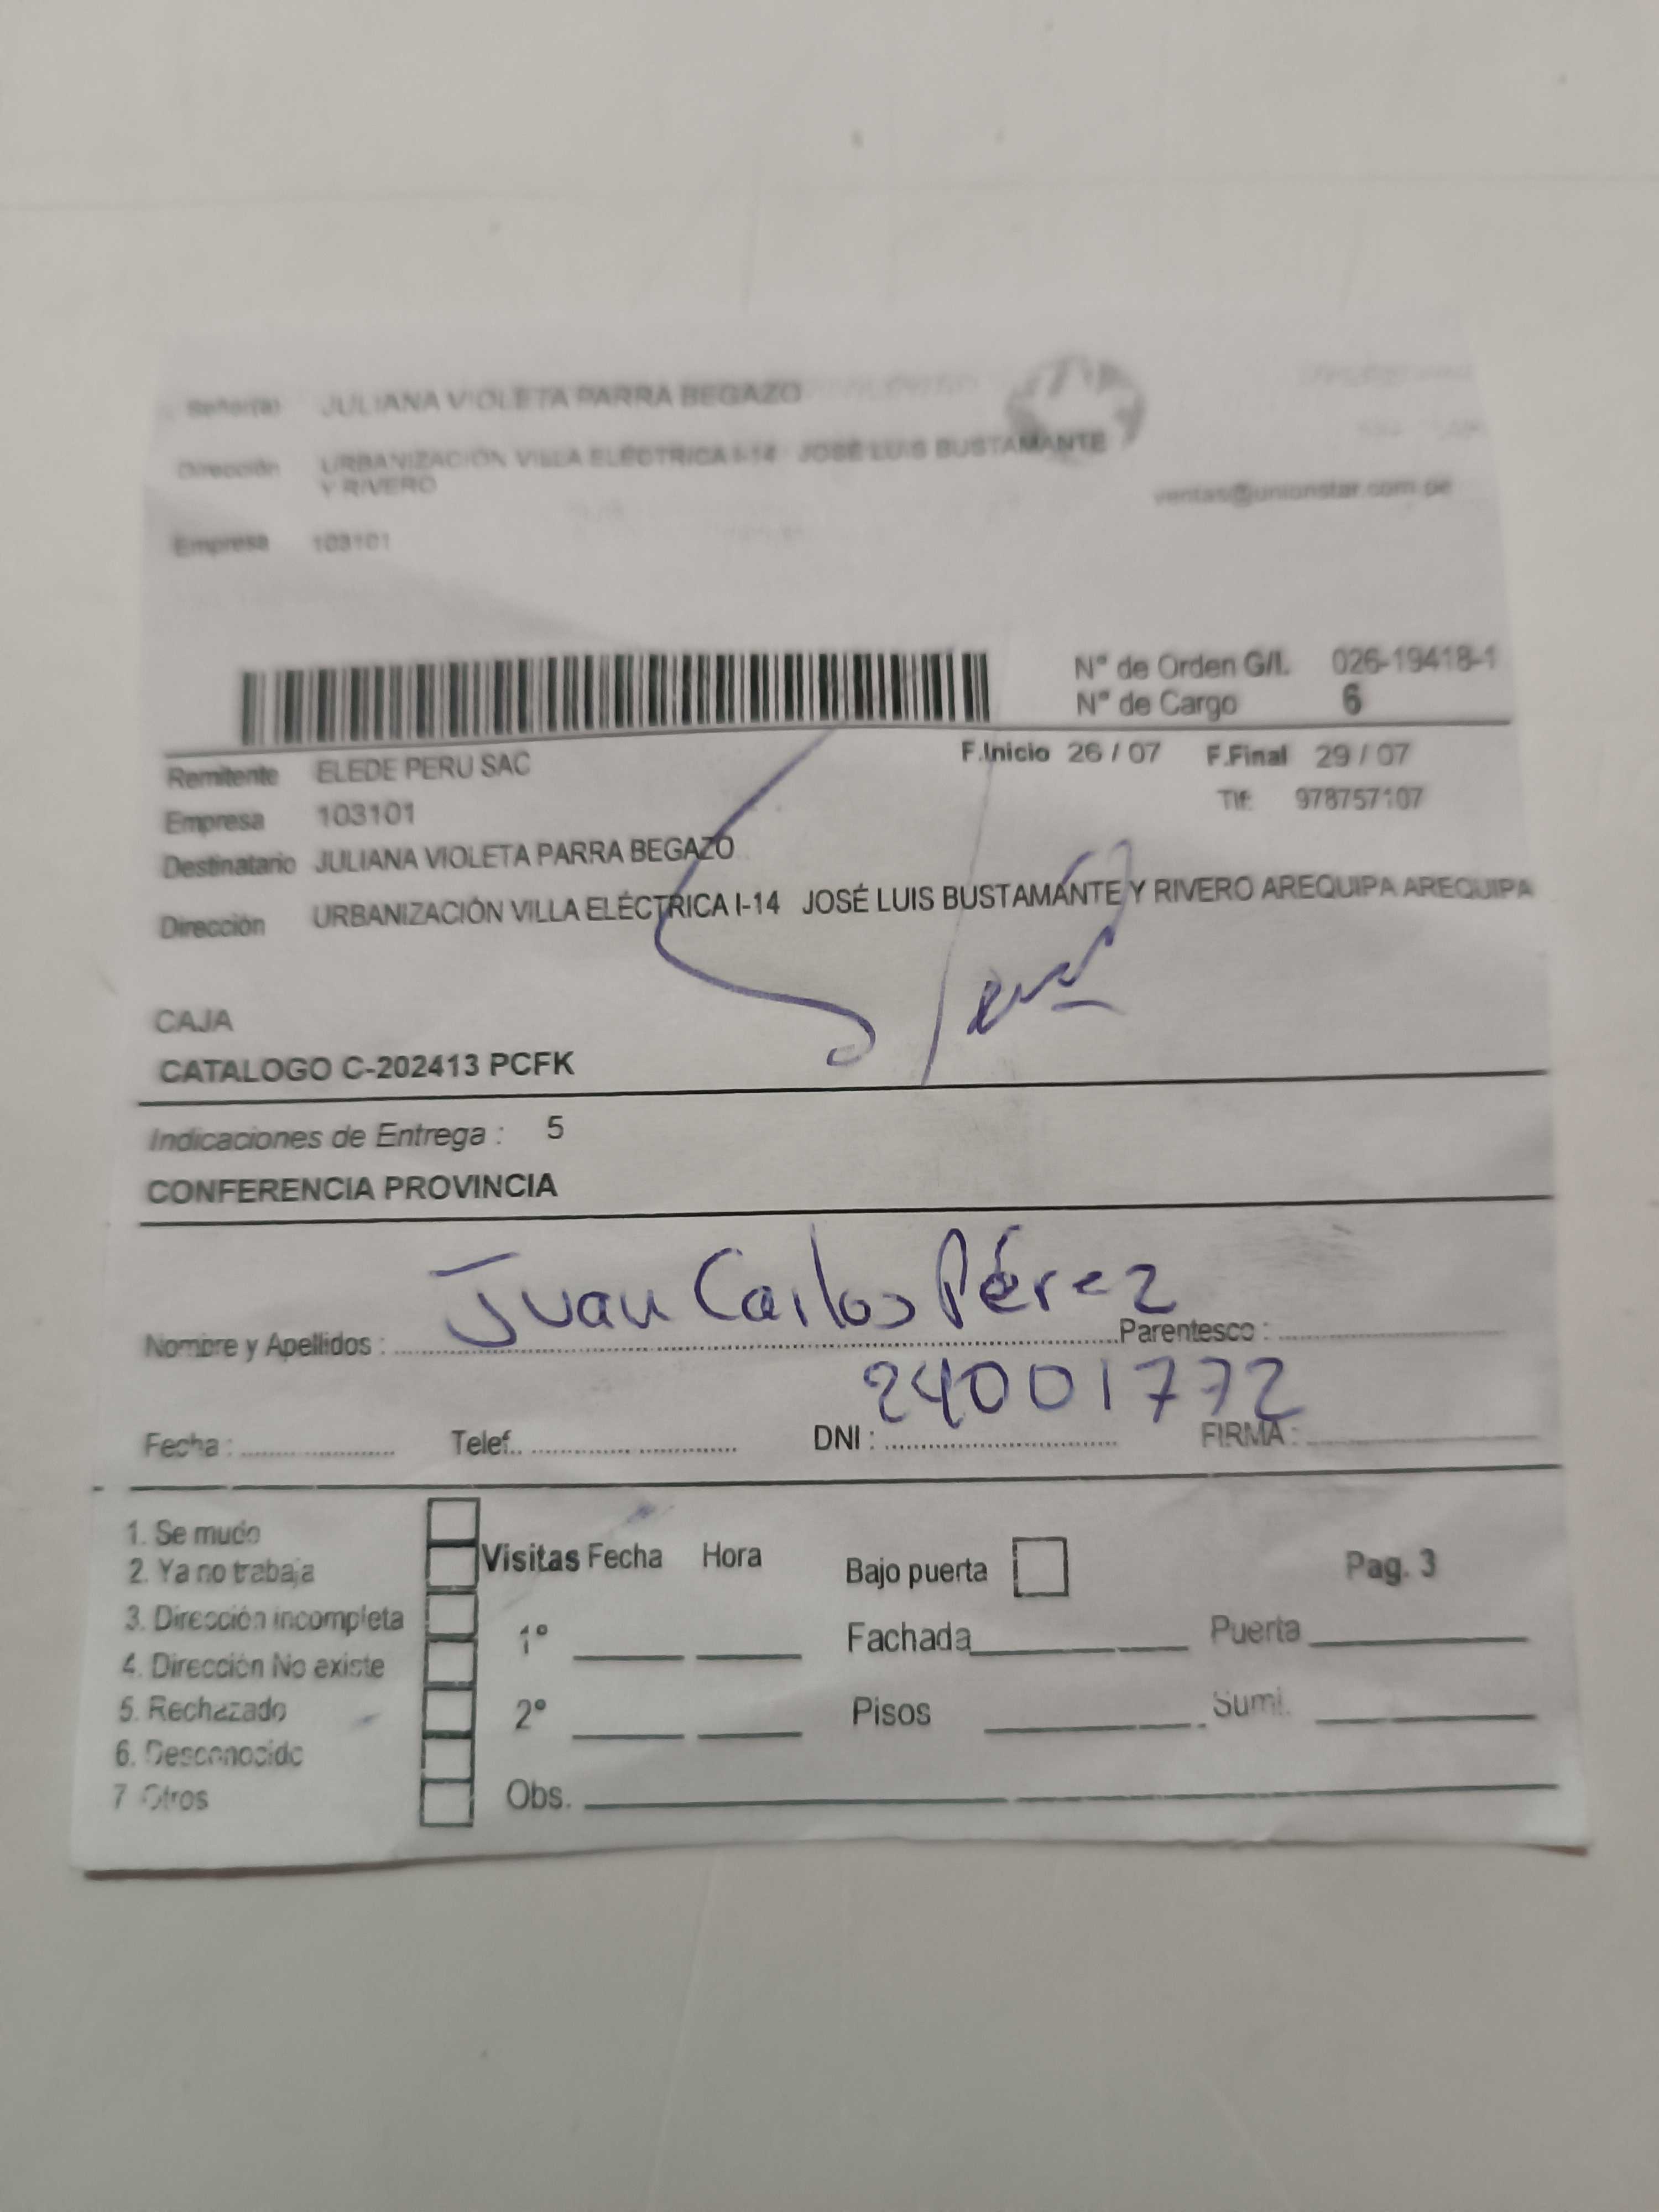 Señor(a) JULIANA VIOLETA PARRA BEGAZO
Dirección URBANIZACIÓN VILLA ELÉCTRICA I-14 JOSÉ LUIS BUSTAMANTE
Y RIVERO
ventas@unionstar.com.pe
Empresa 103101
N° de Orden G/I. 026-19418-1
N° de Cargo 6
F.Inicio 26 / 07 F.Final 29 / 07
Remitente ELEDE PERU SAC
Tlf: 978757107
Empresa 103101
Destinatario JULIANA VIOLETA PARRA BEGAZO
Dirección URBANIZACIÓN VILLA ELÉCTRICA I-14 JOSÉ LUIS BUSTAMANTE Y RIVERO AREQUIPA AREQUIPA
CAJA
CATALOGO C-202413 PCFK
Indicaciones de Entrega : 5
CONFERENCIA PROVINCIA
Nombre y Apellidos : Juan Carlos Pérez Parentesco :
Fecha : Telef.. DNI : 24001772 FIRMA :
1. Se mudo
2. Ya no trabaja
3. Dirección incompleta
4. Dirección No existe
5. Rechazado
6. Desconocido
7 Otros
Visitas Fecha Hora
1°
2°
Obs.
Bajo puerta
Pag. 3
Fachada Puerta
Pisos Sumi.